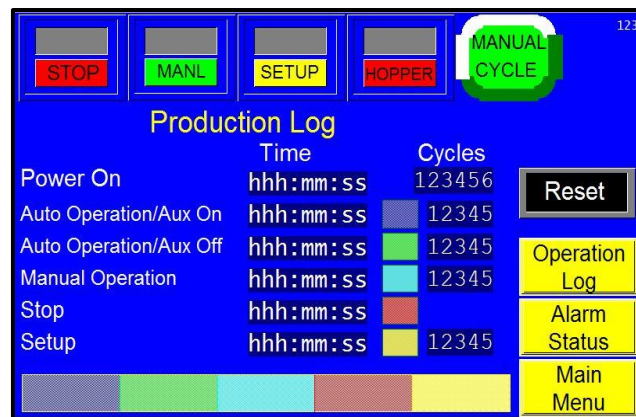 123
STOP
MANL
SETUP
HOPPER
MANUAL
CYCLE
Production Log
Time Cycles
Power On hhh:mm:ss 123456
Auto Operation/Aux On hhh:mm:ss 12345
Auto Operation/Aux Off hhh:mm:ss 12345
Manual Operation hhh:mm:ss 12345
Stop hhh:mm:ss
Setup hhh:mm:ss 12345
Reset
Operation
Log
Alarm
Status
Main
Menu